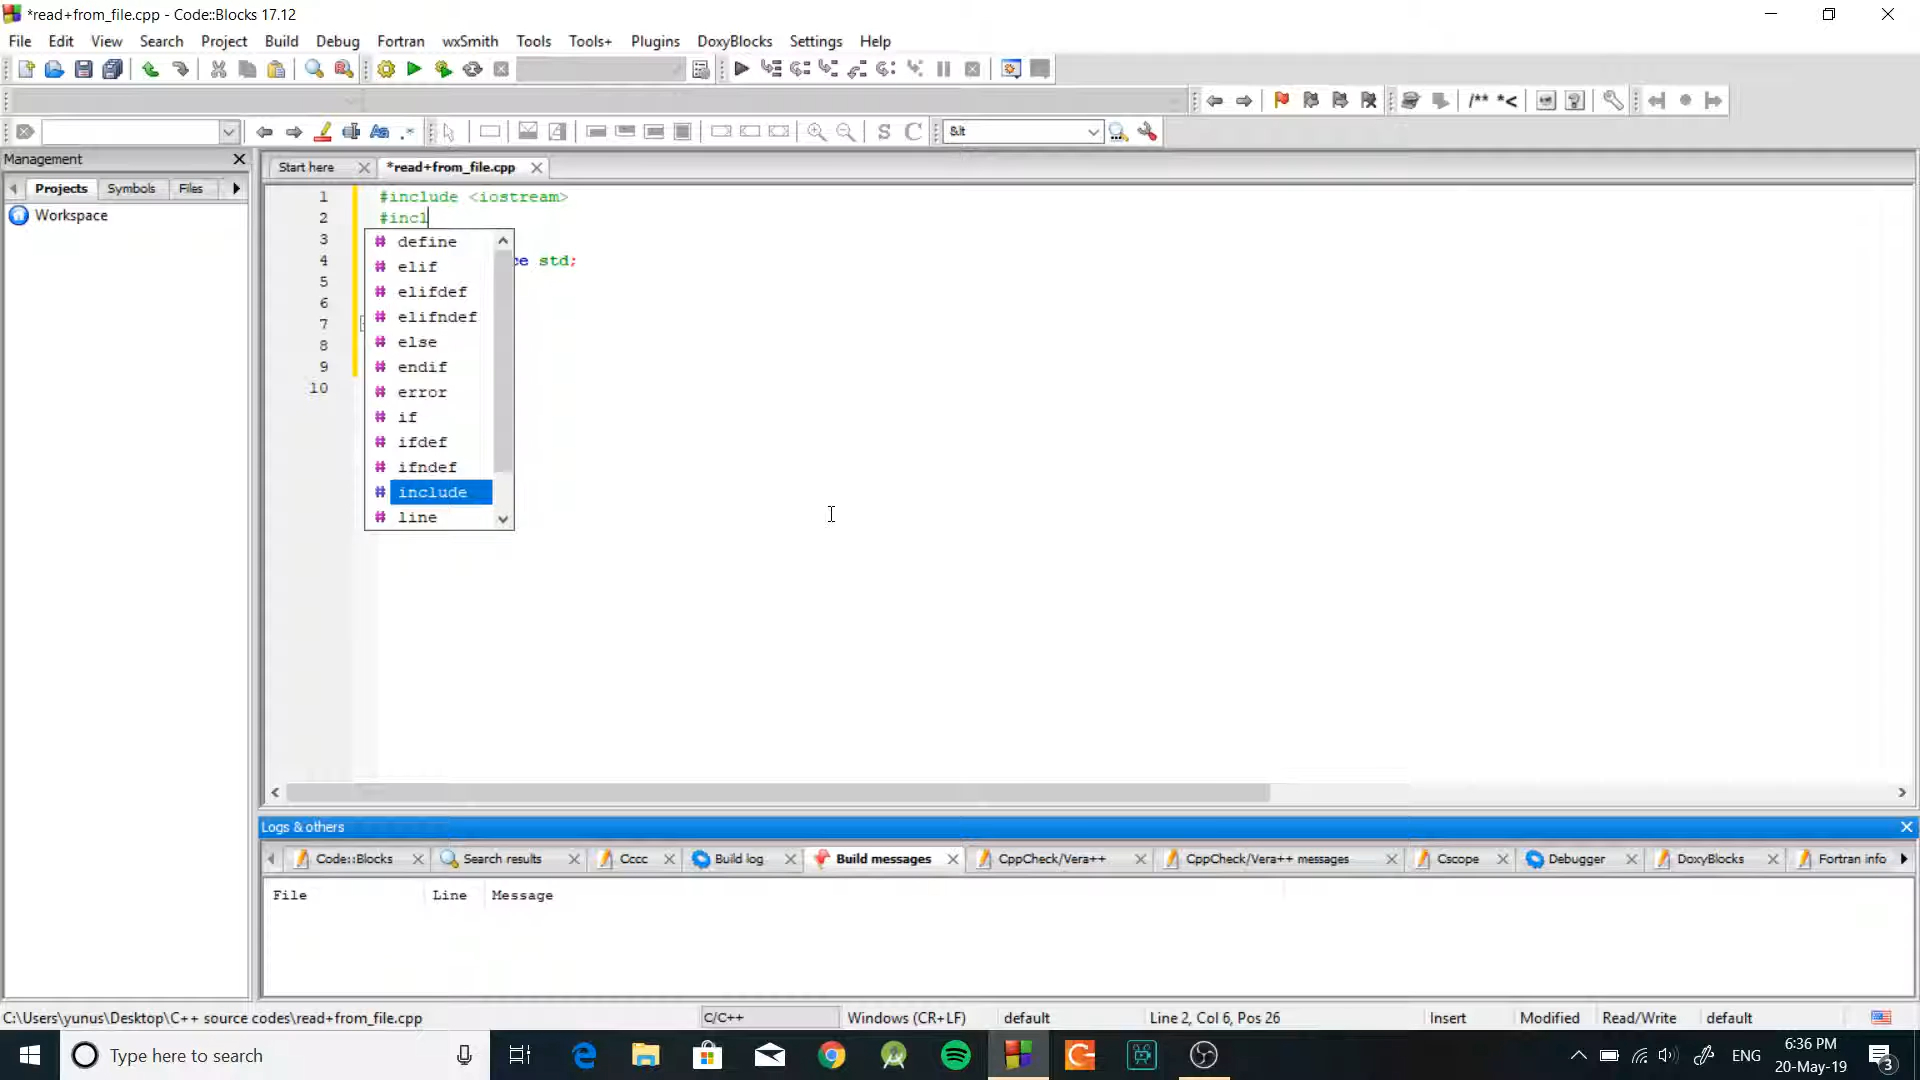 *read+from_file.cpp - Code::Blocks 17.12
File Edit View Search Project Build Debug Fortran wxSmith Tools Tools+ Plugins DoxyBlocks Settings Help
/** *<
S C &lt
Management
Start here *read+from_file.cpp
Projects Symbols Files
Workspace
1 #include <iostream>
2 #incl
3
4 ce std;
5
6
7
8
9
10
# define
# elif
# elifdef
# elifndef
# else
# endif
# error
# if
# ifdef
# ifndef
# include
# line
Logs & others
Code::Blocks Search results Cccc Build log Build messages CppCheck/Vera++ CppCheck/Vera++ messages Cscope Debugger DoxyBlocks Fortran info
File Line Message
C:\Users\yunus\Desktop\C++ source codes\read+from_file.cpp C/C++ Windows (CR+LF) default Line 2, Col 6, Pos 26 Insert Modified Read/Write default
Type here to search ENG 6:36 PM
20-May-19 3